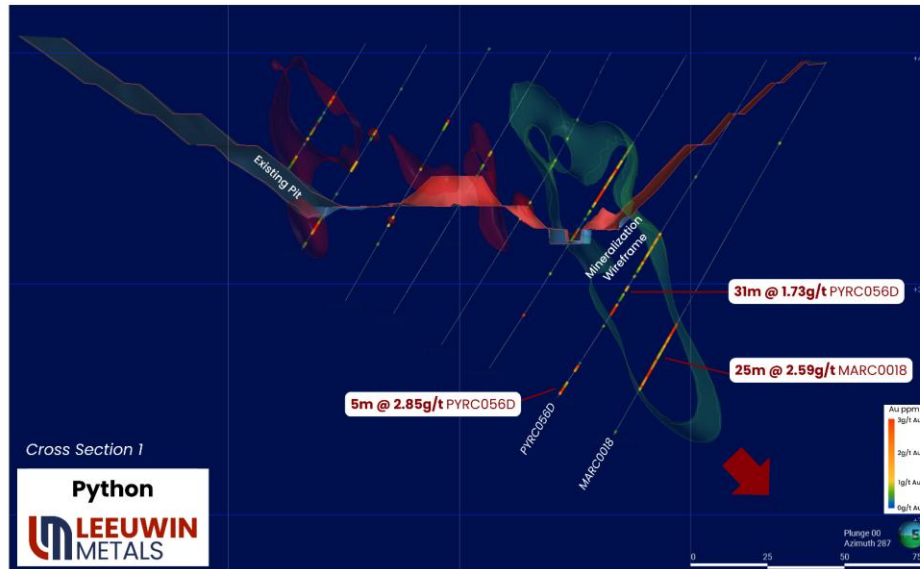 Existing Pit
Mineralization
Wireframe
31m @ 1.73g/t PYRC056D
25m @ 2.59g/t MARC0018
5m @ 2.85g/t PYRC056D
PYRC056D
MARC0018
Cross Section 1
Python
LEEUWIN
METALS
Au ppm
3g/t Au
2g/t Au
1g/t Au
0g/t Au
Plunge 00
Azimuth 287
S
0 25 50 75